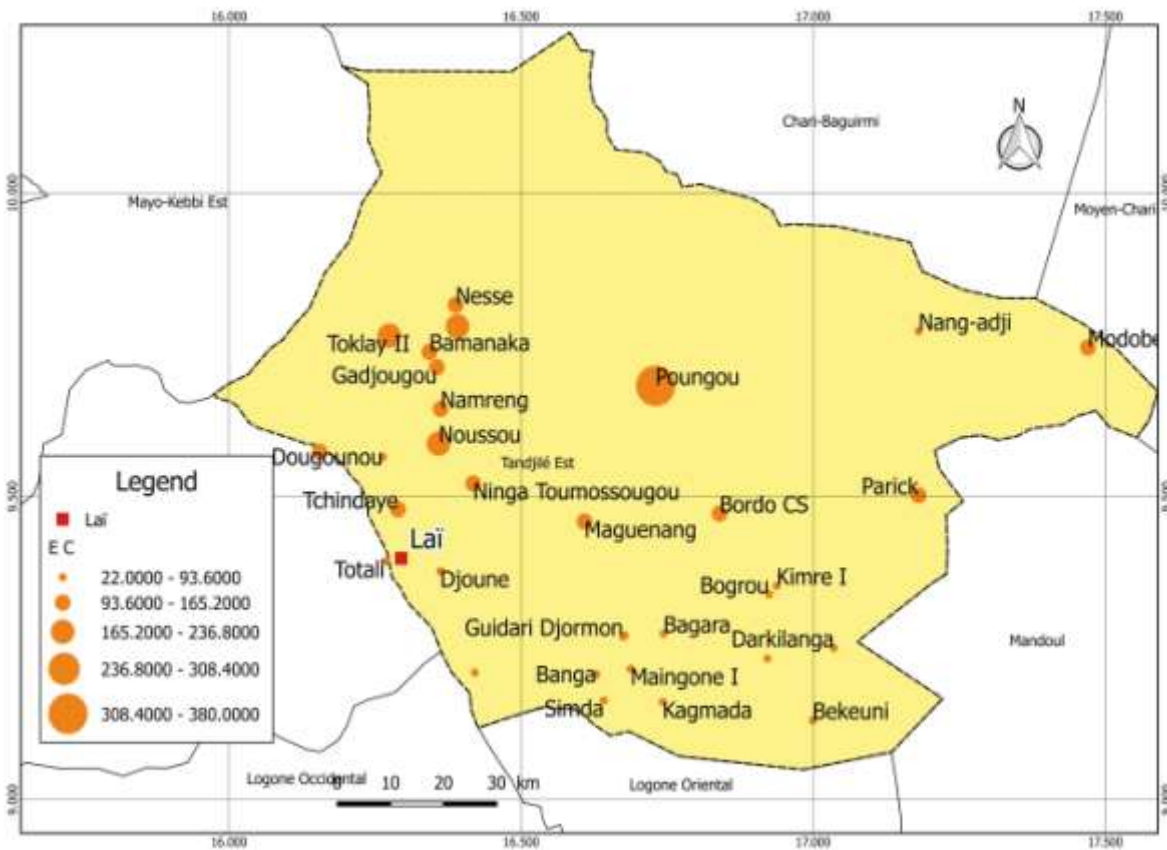 16.000 16.500 17.000 17.500
N
Chari-Baguirmi
10.000 10.000
Mayo-Kebbi Est
Moyen-Chari
Nesse
Nang-adji
Toklay II Bamanaka
Modobe
Gadjougou
Poungou
Namreng
Noussou
Dougounou
Tandjilé Est
Legend
Parick
Ninga Toumossougou
9.500
Tchindaye
Bordo CS
Maguenang
Laï
Laï
E C
Totali
Djoune
Kimre I
22.0000 - 93.6000
Bogrou
93.6000 - 165.2000
Guidari Djormon
Bagara
Darkilanga
165.2000 - 236.8000
Mandoul
236.8000 - 308.4000
Banga
Maingone I
Simda
Kagmada
Bekeuni
308.4000 - 380.0000
Logone Occidental
0 10 20 30 km
Logone Oriental
9.000 9.000
16.000 16.500 17.000 17.500